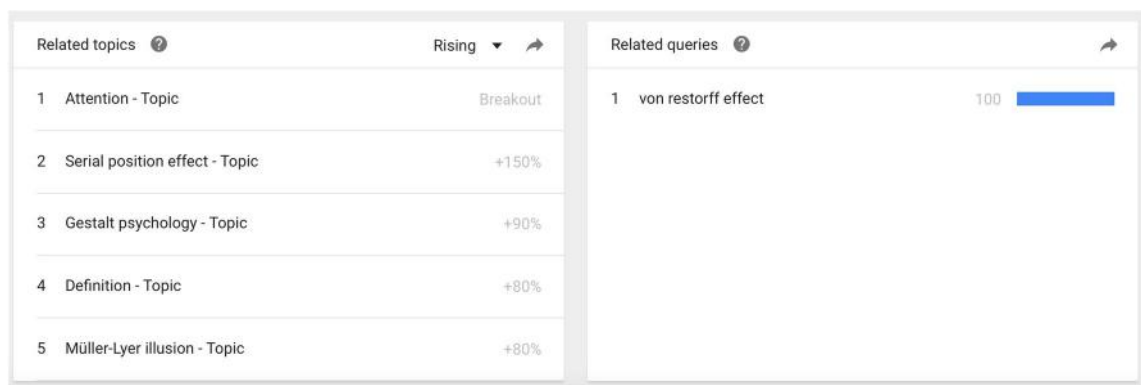 Related topics ?
Rising
1 Attention - Topic Breakout
2 Serial position effect - Topic +150%
3 Gestalt psychology - Topic +90%
4 Definition - Topic +80%
5 Müller-Lyer illusion - Topic +80%
Related queries ?
1 von restorff effect 100